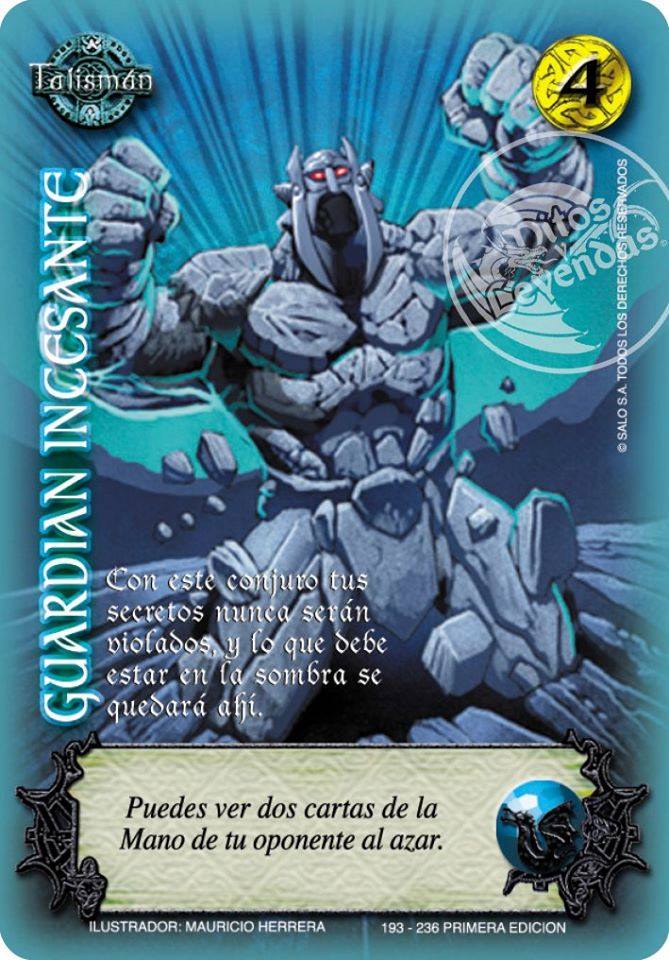 Talismán
4
Mitos
y
Leyendas
©
© SALO S.A. TODOS LOS DERECHOS RESERVADOS
GUARDIAN INCESANTE
Con este conjuro tus
secretos nunca serán
violados, y lo que debe
estar en la sombra se
quedará ahí.
Puedes ver dos cartas de la
Mano de tu oponente al azar.
ILUSTRADOR: MAURICIO HERRERA
193 - 236 PRIMERA EDICION